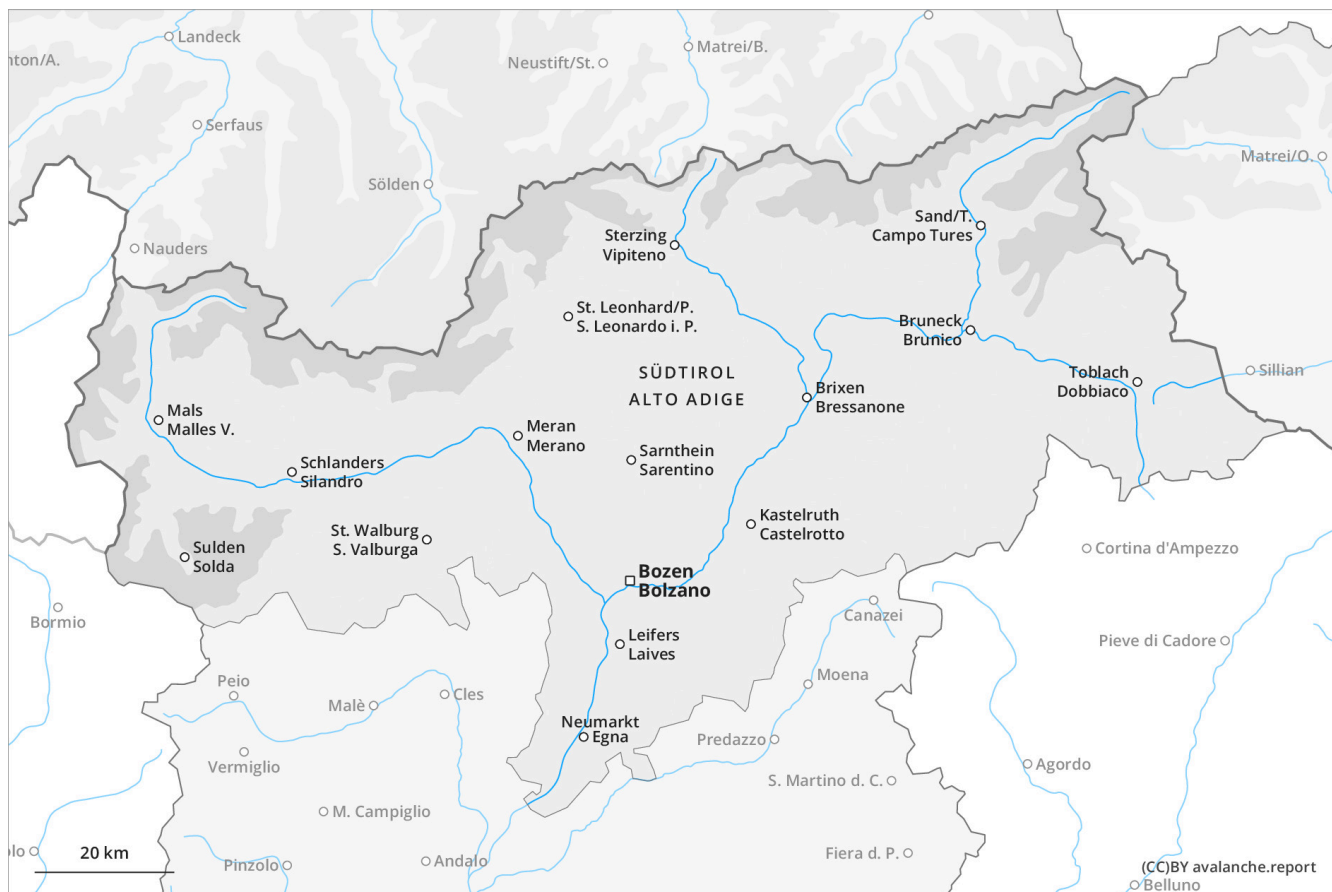 Landeck
nton/A.
Matrei/B.
Neustift/St.
Serfaus
Matrei/O.
Sölden
Nauders
Sand/T.
Campo Tures
Sterzing
Vipiteno
St. Leonhard/P.
S. Leonardo i. P.
Bruneck
Brunico
SÜDTIROL
ALTO ADIGE
Toblach
Dobbiaco
Sillian
Brixen
Bressanone
Mals
Malles V.
Meran
Merano
Sarnthein
Sarentino
Schlanders
Silandro
Kastelruth
Castelrotto
St. Walburg
S. Valburga
Sulden
Solda
Cortina d'Ampezzo
Bozen
Bolzano
Bormio
Canazei
Leifers
Laives
Pieve di Cadore
Peio
Malè
Cles
Moena
Neumarkt
Egna
Predazzo
Vermiglio
Agordo
S. Martino d. C.
M. Campiglio
olo
20 km
Pinzolo
Andalo
Fiera d. P.
(CC)BY avalanche.report
Belluno